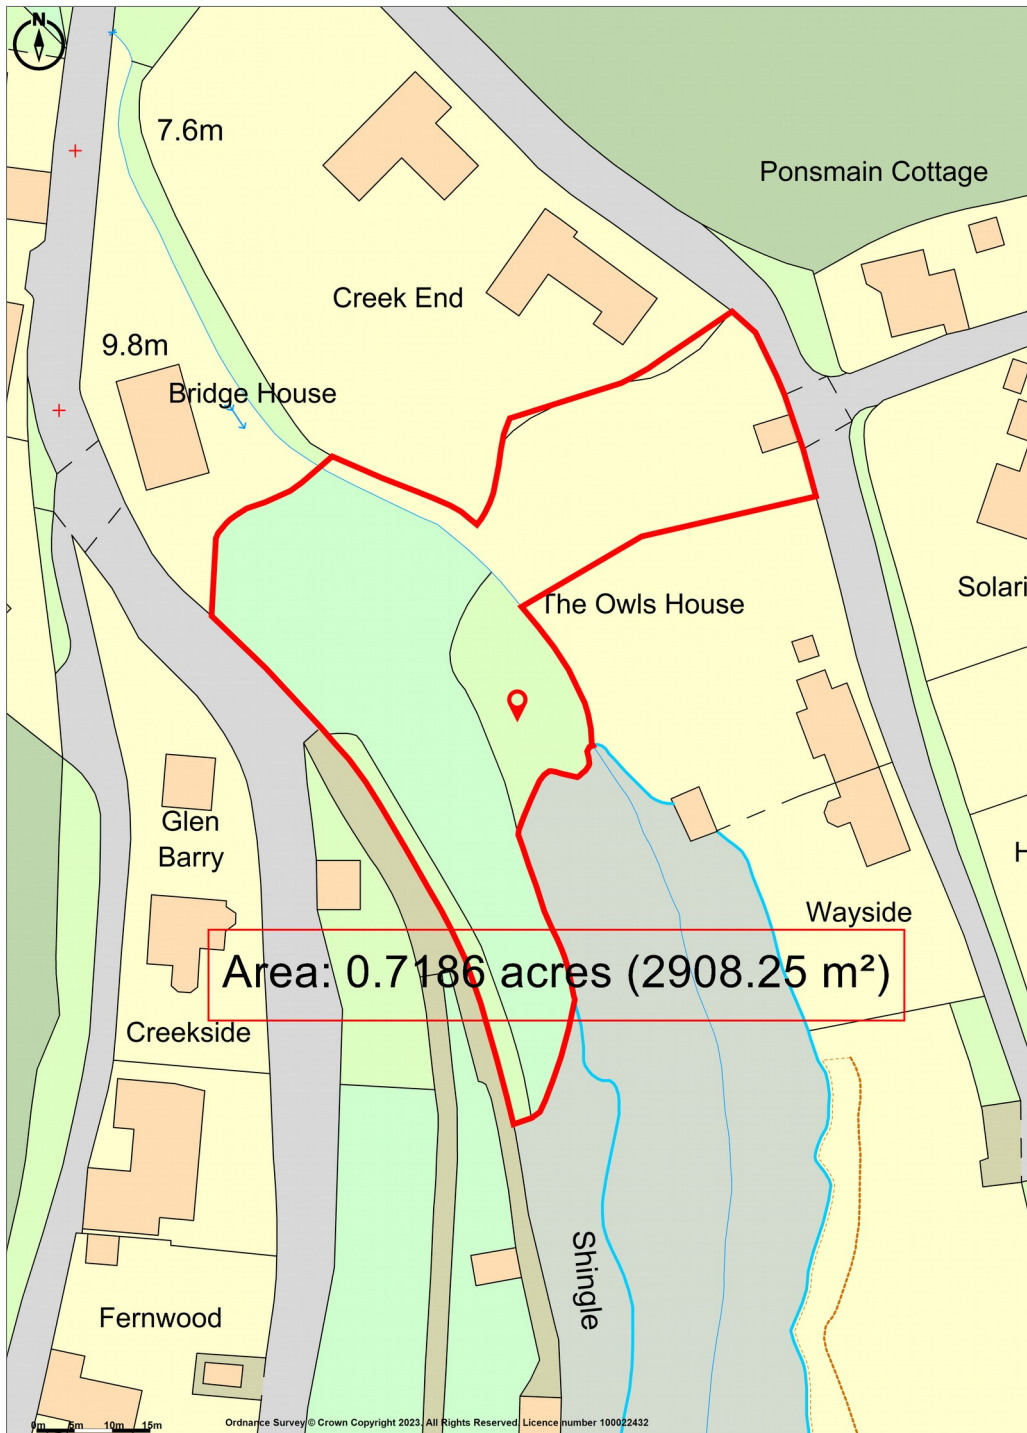 N
7.6m
Ponsmain Cottage
Creek End
9.8m
Bridge House
The Owls House
Solari
Glen
Barry
H
Wayside
Area: 0.7186 acres (2908.25 m²)
Creekside
Shingle
Fernwood
0m 5m 10m 15m
Ordnance Survey © Crown Copyright 2023. All Rights Reserved. Licence number 100022432